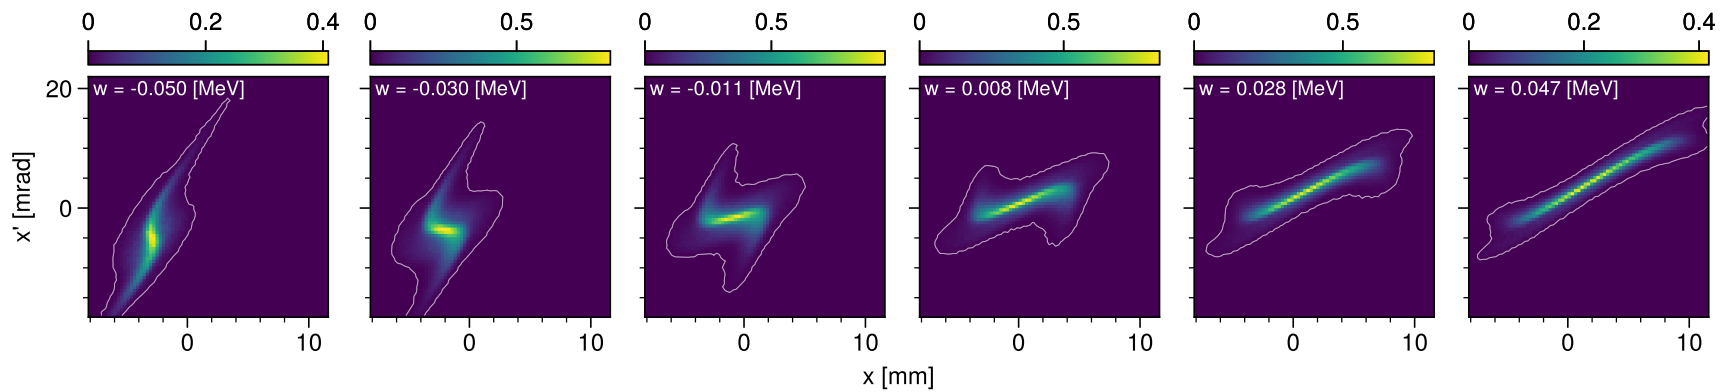 0 0.2 0.4 0 0.5 0 0.5 0 0.5 0 0.5 0 0.2 0.4
w = -0.050 [MeV] w = -0.030 [MeV] w = -0.011 [MeV] w = 0.008 [MeV] w = 0.028 [MeV] w = 0.047 [MeV]
20
0
x' [mrad]
0 10 0 10 0 10 0 10 0 10 0 10
x [mm]